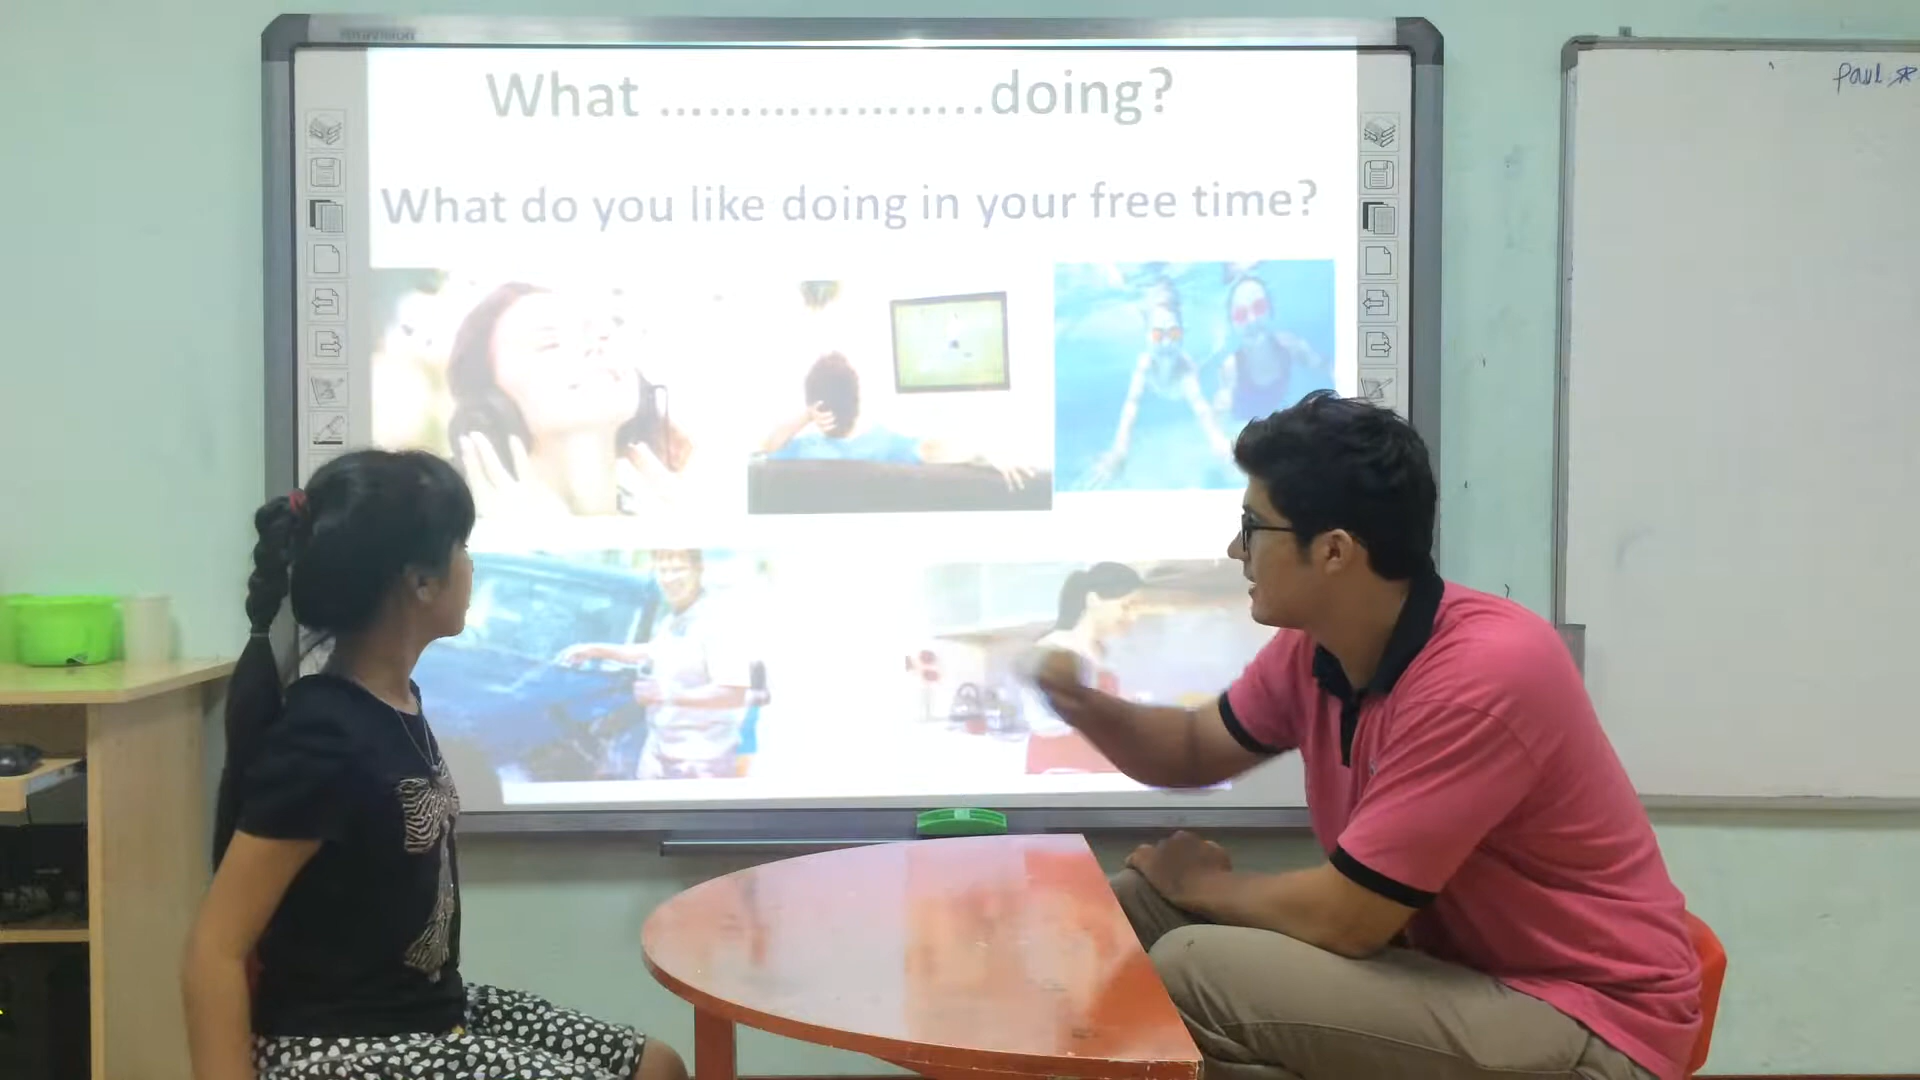 What ....................doing?
What do you like doing in your free time?
Paul